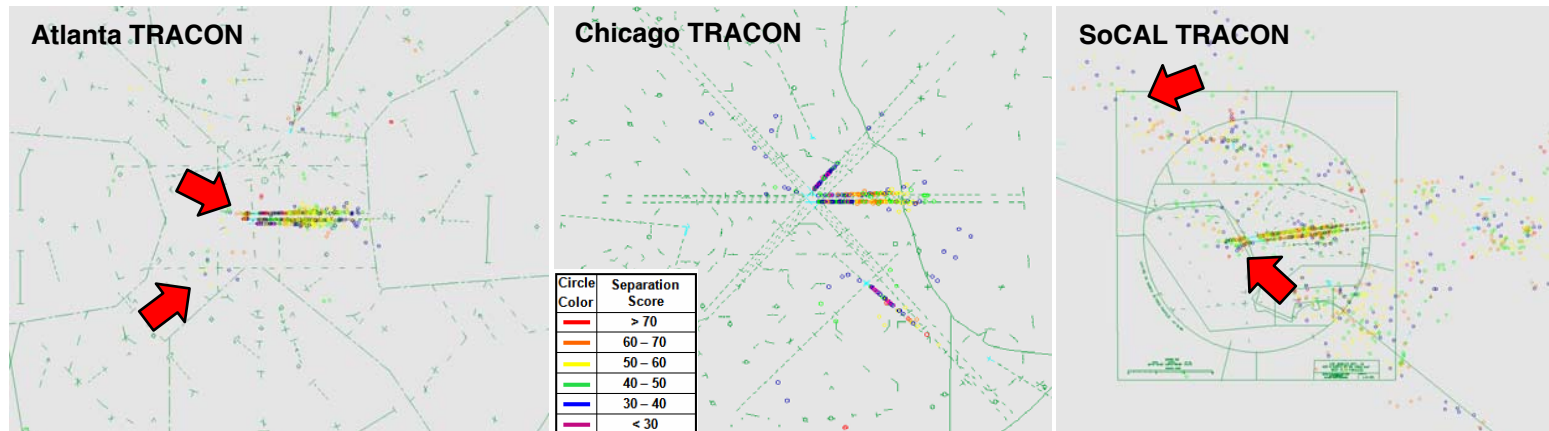 Atlanta TRACON
Chicago TRACON
SoCAL TRACON
Circle Color
Separation Score
> 70
60 – 70
50 – 60
40 – 50
30 – 40
< 30